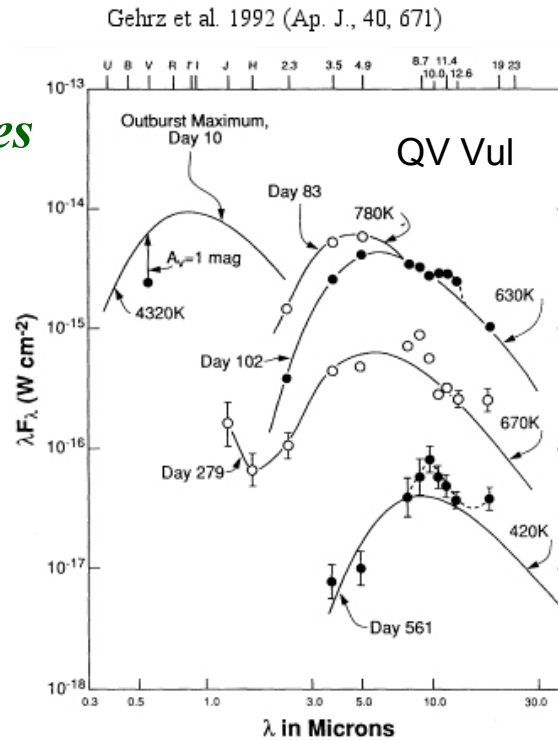 Gehrz et al. 1992 (Ap. J., 40, 671)
U B V R I' I J H 2.3 3.5 4.9 8.7 10.0 11.4 12.6 19 23
es
QV Vul
10-13
Outburst Maximum,
Day 10
Day 83
10-14
780K
Aᵥ=1 mag
4320K
630K
10-15
Day 102
λFλ (W cm-2)
670K
10-16
Day 279
420K
10-17
Day 561
10-18
0.3 0.5 1.0 3.0 5.0 10.0 30.0
λ in Microns